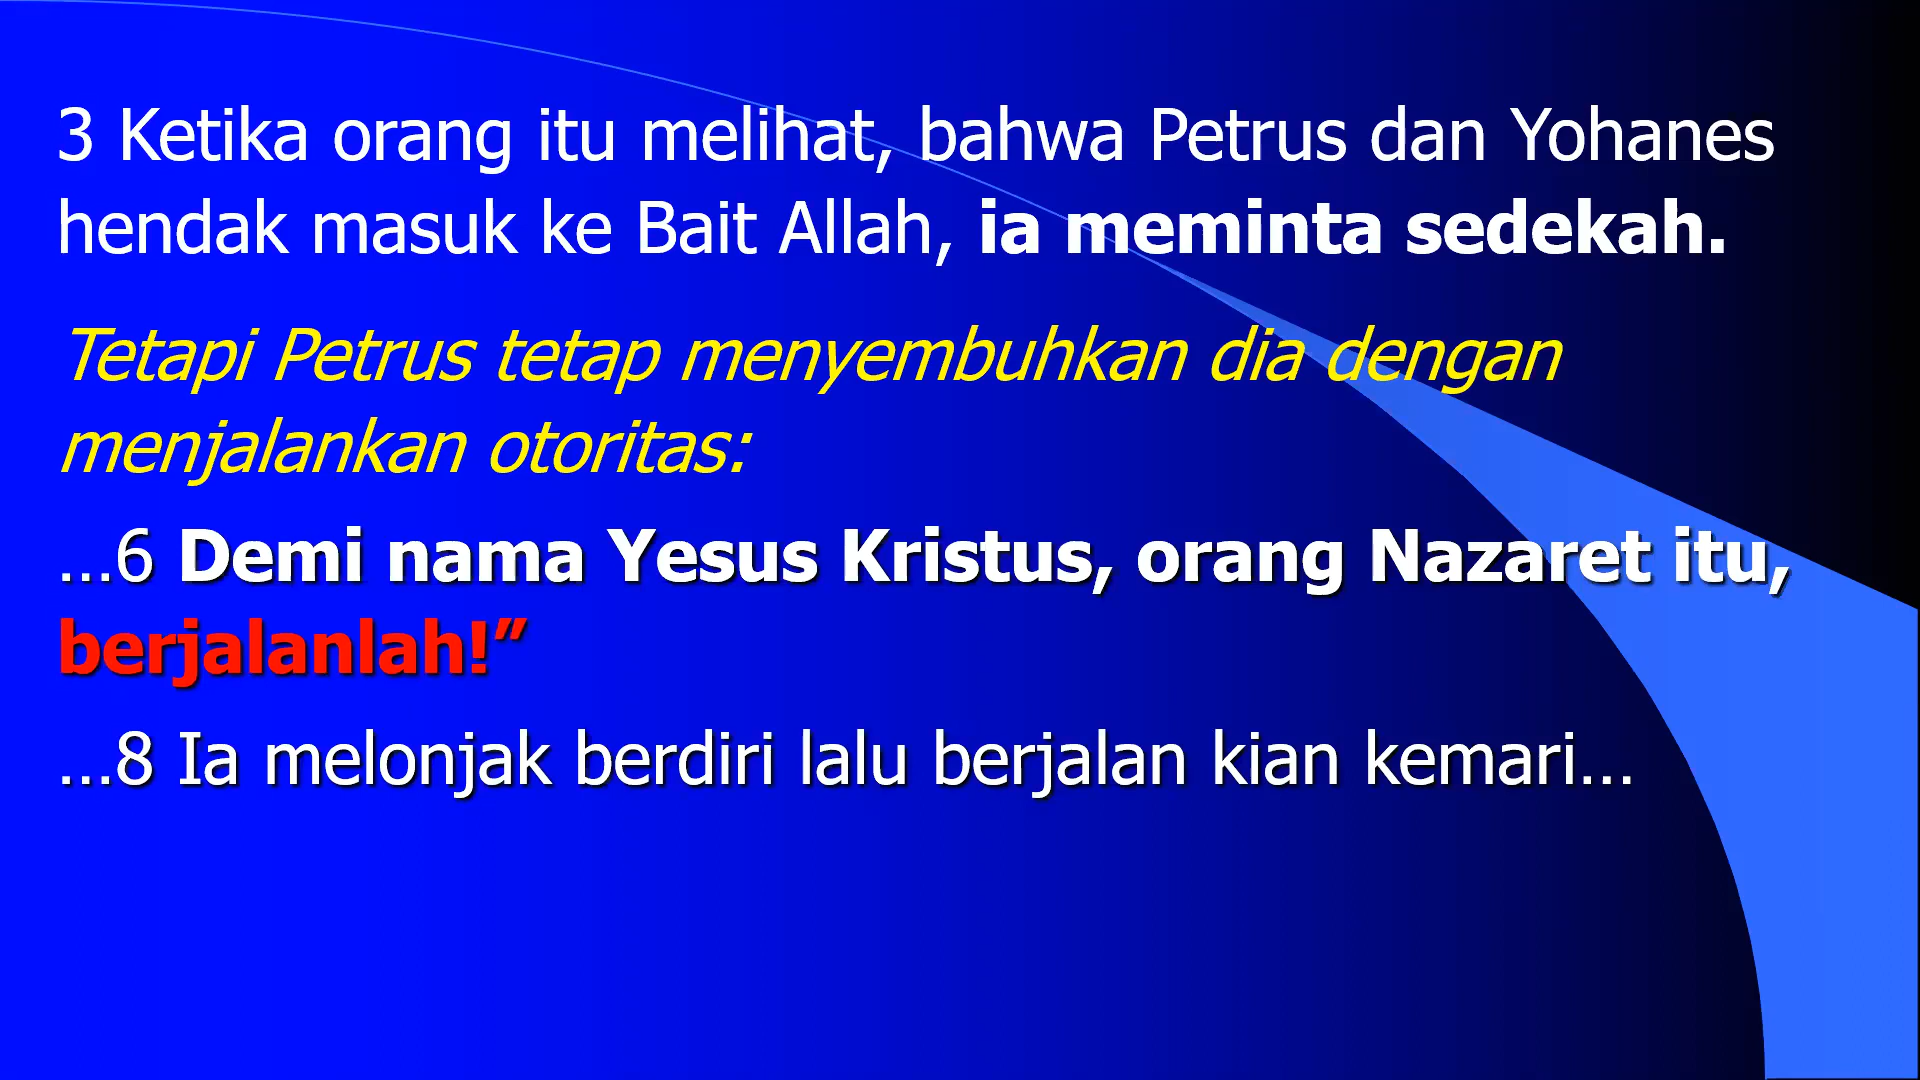 3 Ketika orang itu melihat, bahwa Petrus dan Yohanes
hendak masuk ke Bait Allah, ia meminta sedekah.
Tetapi Petrus tetap menyembuhkan dia dengan
menjalankan otoritas:
…6 Demi nama Yesus Kristus, orang Nazaret itu,
berjalanlah!”
…8 Ia melonjak berdiri lalu berjalan kian kemari…